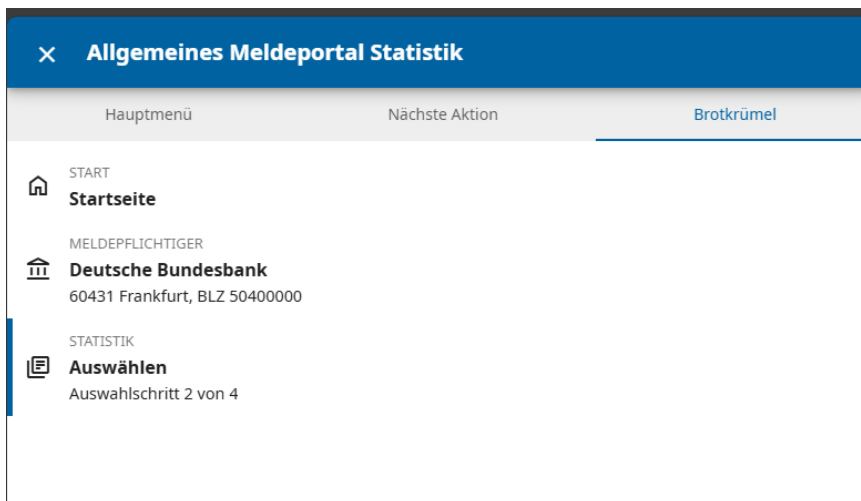 Allgemeines Meldeportal Statistik
Hauptmenü
Nächste Aktion
Brotkrümel
START
Startseite
MELDEPFLICHTIGER
Deutsche Bundesbank
60431 Frankfurt, BLZ 50400000
STATISTIK
Auswählen
Auswahlschritt 2 von 4